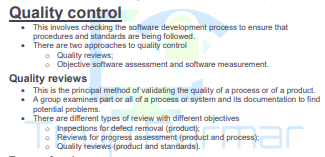 Quality control
• This involves checking the software development process to ensure that
procedures and standards are being followed.
• There are two approaches to quality control
o Quality reviews;
o Objective software assessment and software measurement.
Quality reviews
• This is the principal method of validating the quality of a process or of a product.
• A group examines part or all of a process or system and its documentation to find
potential problems.
• There are different types of review with different objectives
o Inspections for defect removal (product);
o Reviews for progress assessment (product and process);
o Quality reviews (product and standards).